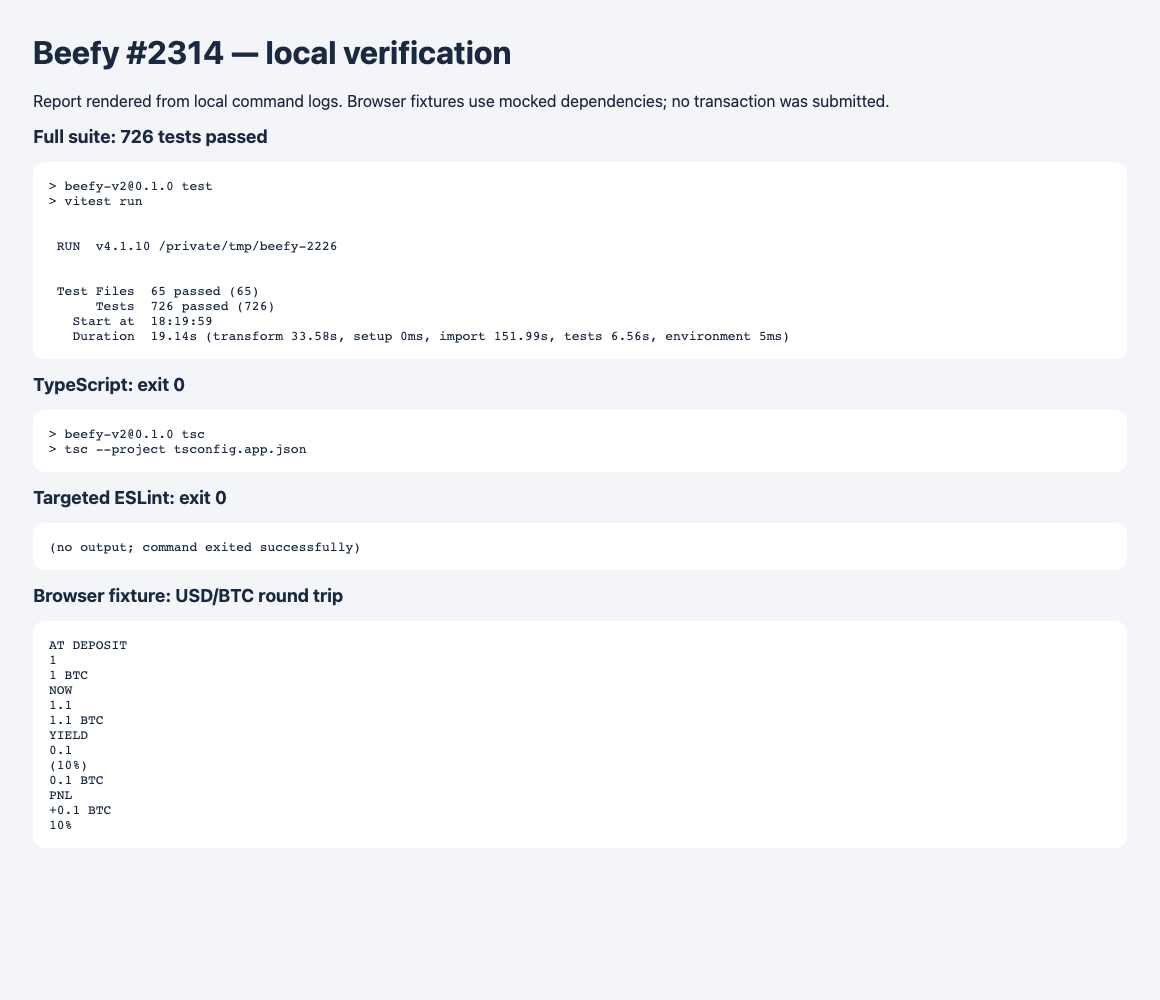 Beefy #2314 — local verification
Report rendered from local command logs. Browser fixtures use mocked dependencies; no transaction was submitted.
Full suite: 726 tests passed
> beefy-v2@0.1.0 test
> vitest run
RUN  v4.1.10 /private/tmp/beefy-2226
Test Files  65 passed (65)
Tests  726 passed (726)
Start at  18:19:59
Duration  19.14s (transform 33.58s, setup 0ms, import 151.99s, tests 6.56s, environment 5ms)
TypeScript: exit 0
> beefy-v2@0.1.0 tsc
> tsc --project tsconfig.app.json
Targeted ESLint: exit 0
(no output; command exited successfully)
Browser fixture: USD/BTC round trip
AT DEPOSIT
1
1 BTC
NOW
1.1
1.1 BTC
YIELD
0.1
(10%)
0.1 BTC
PNL
+0.1 BTC
10%